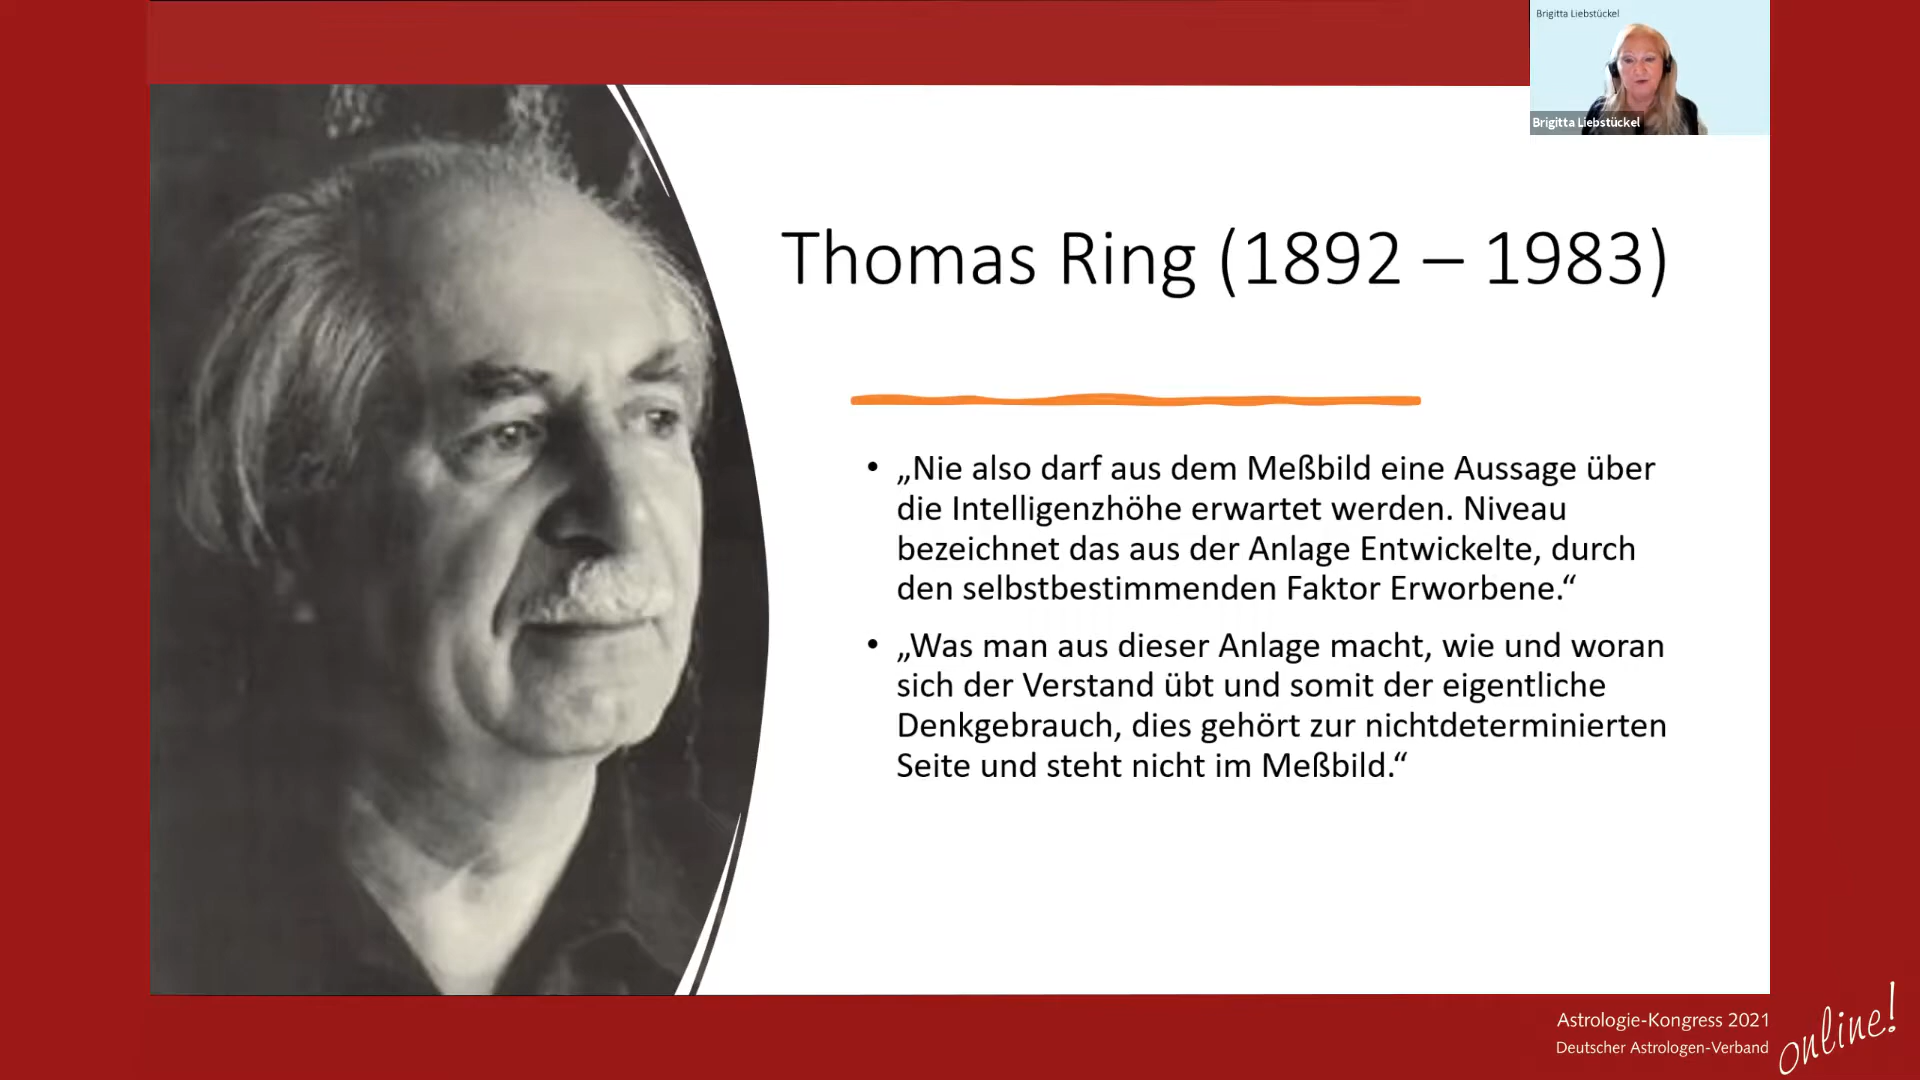 Brigitta Liebstückel
Brigitta Liebstückel
Thomas Ring (1892 – 1983)
• „Nie also darf aus dem Meßbild eine Aussage über
die Intelligenzhöhe erwartet werden. Niveau
bezeichnet das aus der Anlage Entwickelte, durch
den selbstbestimmenden Faktor Erworbene.“
• „Was man aus dieser Anlage macht, wie und woran
sich der Verstand übt und somit der eigentliche
Denkgebrauch, dies gehört zur nichtdeterminierten
Seite und steht nicht im Meßbild.“
Astrologie-Kongress 2021
Deutscher Astrologen-Verband
online!